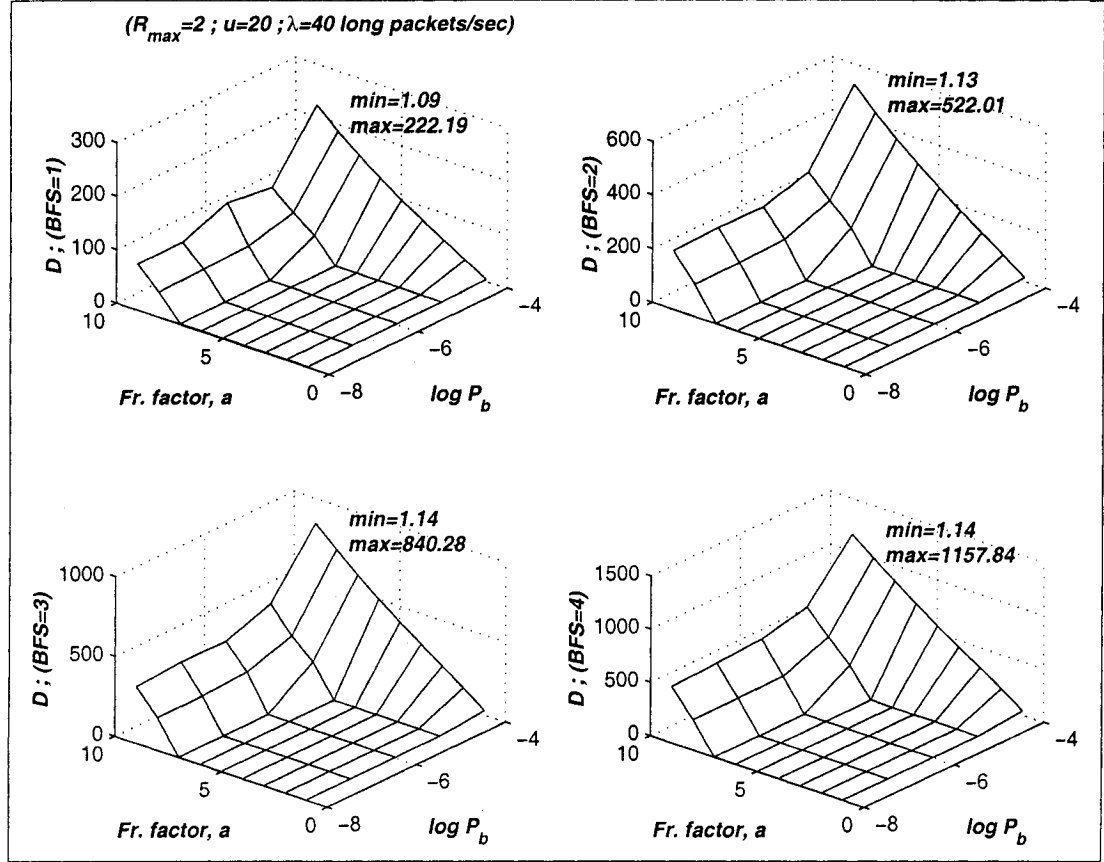 (R_max=2 ; u=20 ; λ=40 long packets/sec)
min=1.09
max=222.19
D ; (BFS=1)
300
200
100
0
10
5
0
-8
-6
-4
Fr. factor, a
log P_b
min=1.13
max=522.01
D ; (BFS=2)
600
400
200
0
10
5
0
-8
-6
-4
Fr. factor, a
log P_b
min=1.14
max=840.28
D ; (BFS=3)
1000
500
0
10
5
0
-8
-6
-4
Fr. factor, a
log P_b
min=1.14
max=1157.84
D ; (BFS=4)
1500
1000
500
0
10
5
0
-8
-6
-4
Fr. factor, a
log P_b